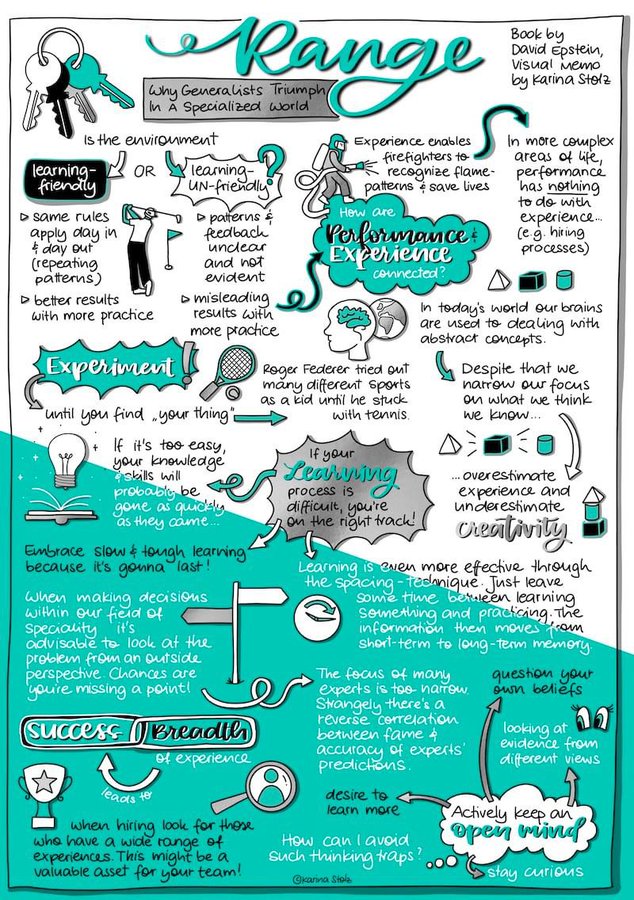 Range
Why Generalists Triumph
In A Specialized World
Book by
David Epstein,
Visual Memo
by Karina Stolz
Is the environment
learning-
friendly
OR
learning-
UN-friendly
?
▷ same rules
apply day in
& day out
(repeating
patterns)
▷ better results
with more practice
▷ patterns &
feedback
unclear
and not
evident
▷ misleading
results with
more practice
Experience enables
firefighters to
recognize flame-
patterns & save lives
How are
Performance &
Experience
connected?
In more complex
areas of life,
performance
has nothing
to do with
experience...
(e.g. hiring
processes)
In today's world our brains
are used to dealing with
abstract concepts.
Despite that we
narrow our focus
on what we think
we know...
...overestimate
experience and
underestimate
creativity
Experiment!
until you find „your thing"
Roger Federer tried out
many different sports
as a kid until he stuck
with tennis.
If your
Learning
process is
difficult, you're
on the right track!
If it's too easy,
your knowledge
& skills will
probably be
gone as quickly
as they came...
Embrace slow & tough learning
because it's gonna last!
Learning is even more effective through
the spacing-technique. Just leave
some time between learning
something and practicing. The
information then moves from
short-term to long-term memory.
When making decisions
within our field of
speciality it's
advisable to look at the
problem from an outside
perspective. Chances are
you're missing a point!
The focus of many
experts is too narrow.
Strangely there's a
reverse correlation
between fame &
accuracy of experts'
predictions.
success Breadth
of experience
leads to
when hiring look for those
who have a wide range of
experiences. This might be a
valuable asset for your team!
question your
own beliefs
looking at
evidence from
different views
desire to
learn more
Actively keep an
open mind
stay curious
How can I avoid
such thinking traps?
©Karina Stolz